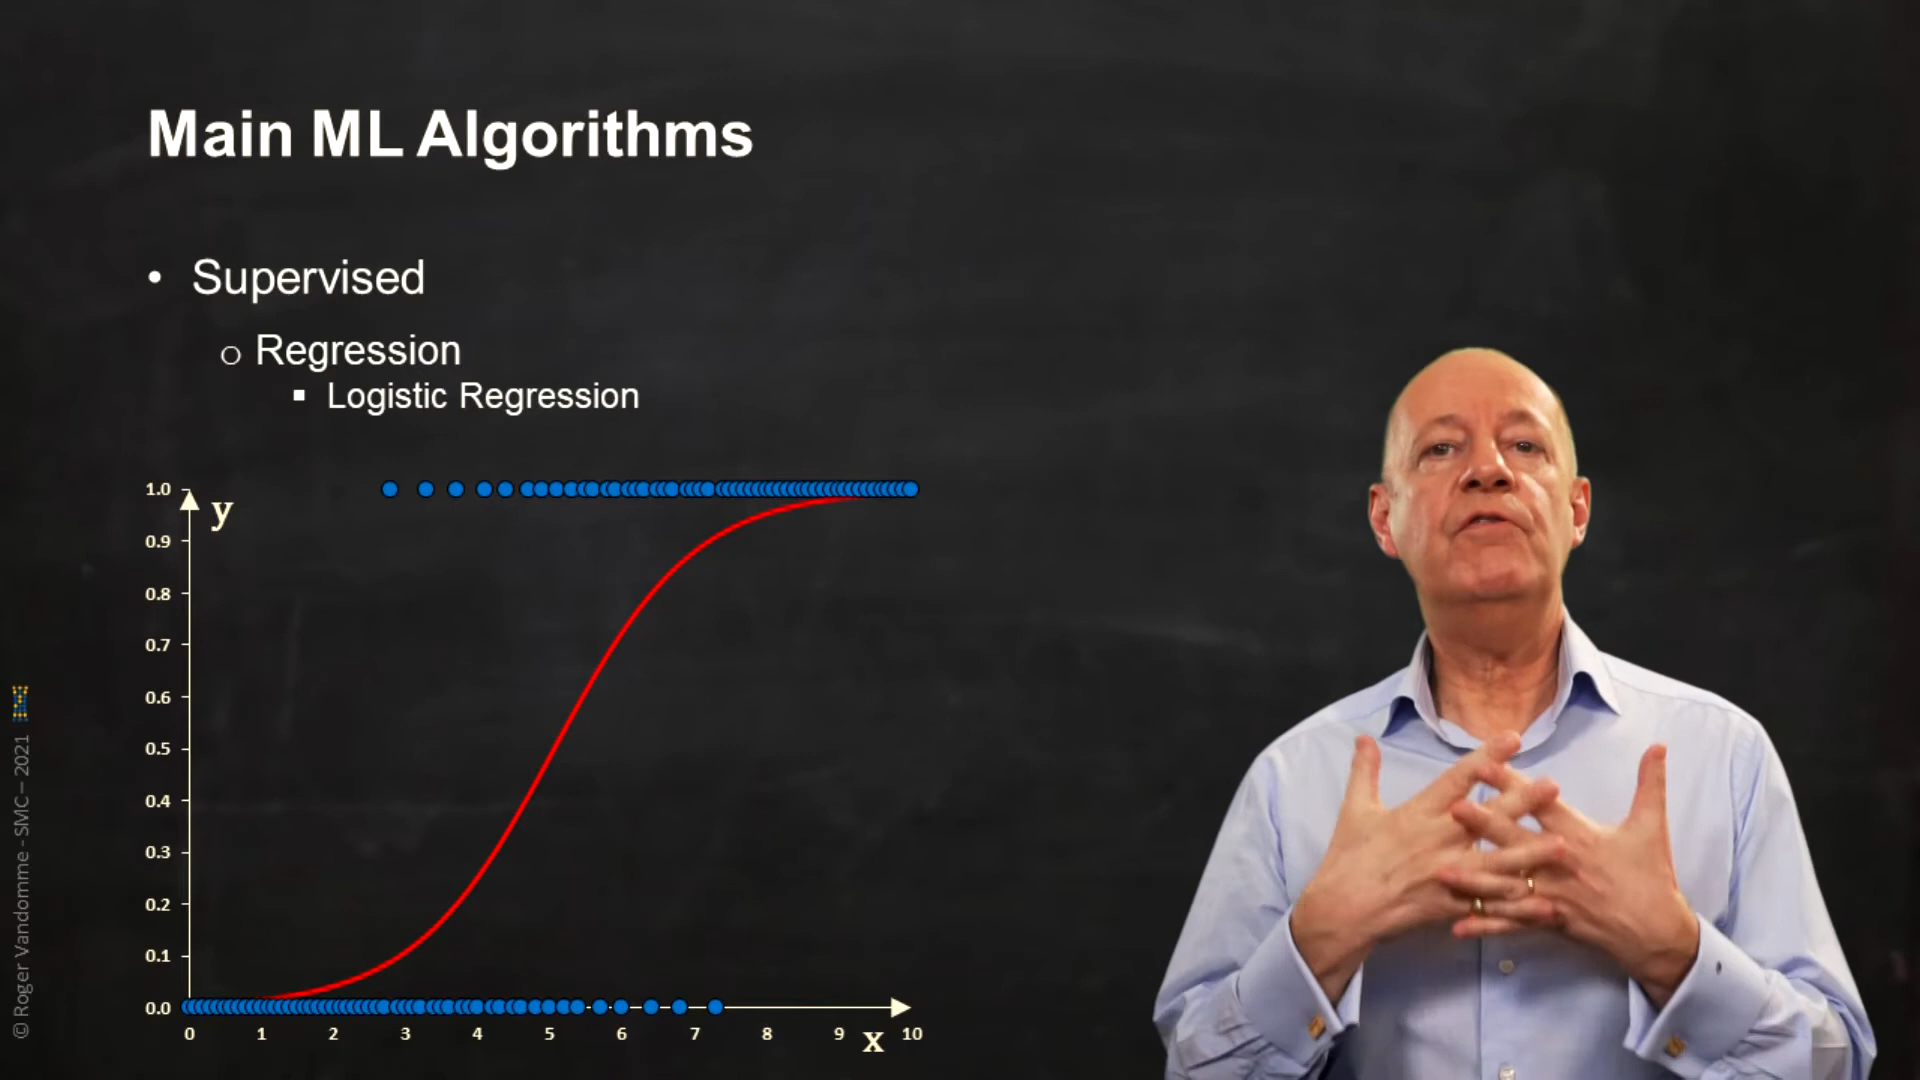 Main ML Algorithms
• Supervised
o Regression
▪ Logistic Regression
1.0
y
0.9
0.8
0.7
0.6
0.5
0.4
0.3
0.2
0.1
0.0
0 1 2 3 4 5 6 7 8 9 x 10
© Roger Vandomme - SMC – 2021